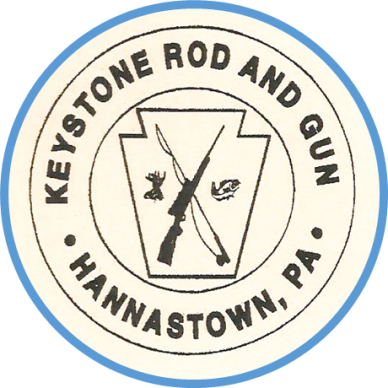 KEYSTONE ROD AND GUN
• HANNASTOWN, PA •